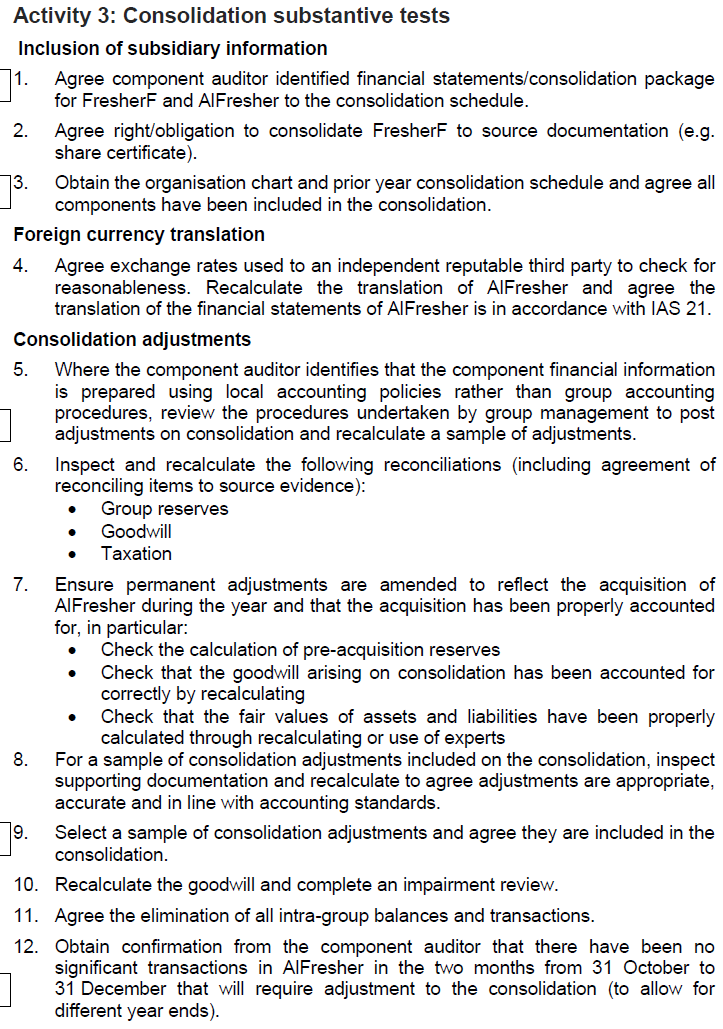 Activity 3: Consolidation substantive tests
Inclusion of subsidiary information
1. Agree component auditor identified financial statements/consolidation package
for FresherF and AlFresher to the consolidation schedule.
2. Agree right/obligation to consolidate FresherF to source documentation (e.g.
share certificate).
3. Obtain the organisation chart and prior year consolidation schedule and agree all
components have been included in the consolidation.
Foreign currency translation
4. Agree exchange rates used to an independent reputable third party to check for
reasonableness. Recalculate the translation of AlFresher and agree the
translation of the financial statements of AlFresher is in accordance with IAS 21.
Consolidation adjustments
5. Where the component auditor identifies that the component financial information
is prepared using local accounting policies rather than group accounting
procedures, review the procedures undertaken by group management to post
adjustments on consolidation and recalculate a sample of adjustments.
6. Inspect and recalculate the following reconciliations (including agreement of
reconciling items to source evidence):
• Group reserves
• Goodwill
• Taxation
7. Ensure permanent adjustments are amended to reflect the acquisition of
AlFresher during the year and that the acquisition has been properly accounted
for, in particular:
• Check the calculation of pre-acquisition reserves
• Check that the goodwill arising on consolidation has been accounted for
correctly by recalculating
• Check that the fair values of assets and liabilities have been properly
calculated through recalculating or use of experts
8. For a sample of consolidation adjustments included on the consolidation, inspect
supporting documentation and recalculate to agree adjustments are appropriate,
accurate and in line with accounting standards.
9. Select a sample of consolidation adjustments and agree they are included in the
consolidation.
10. Recalculate the goodwill and complete an impairment review.
11. Agree the elimination of all intra-group balances and transactions.
12. Obtain confirmation from the component auditor that there have been no
significant transactions in AlFresher in the two months from 31 October to
31 December that will require adjustment to the consolidation (to allow for
different year ends).